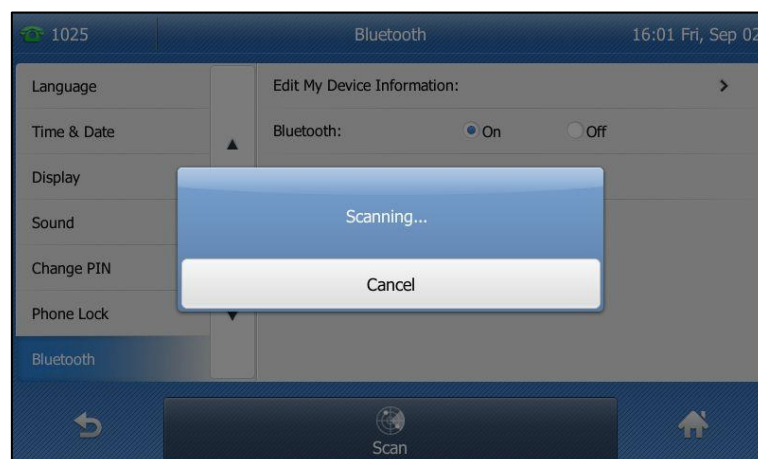 1025
Bluetooth
16:01 Fri, Sep 02
Language
Time & Date
Display
Sound
Change PIN
Phone Lock
Bluetooth
Edit My Device Information:
Bluetooth: On Off
Scanning...
Cancel
Scan